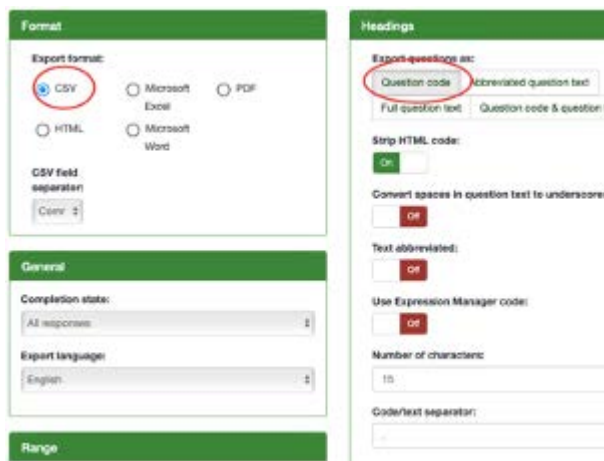 Format
Export format:
CSV
Microsoft Excel
PDF
HTML
Microsoft Word
CSV field
separator:
General
Completion state:
All responses
Export language:
English
Range
Headings
Export questions as:
Question code
Abbreviated question text
Full question text
Question code & question
Strip HTML code:
On
Convert spaces in question text to underscore
Off
Text abbreviated:
Off
Use Expression Manager code:
Off
Number of characters:
15
Code/text separator:
.